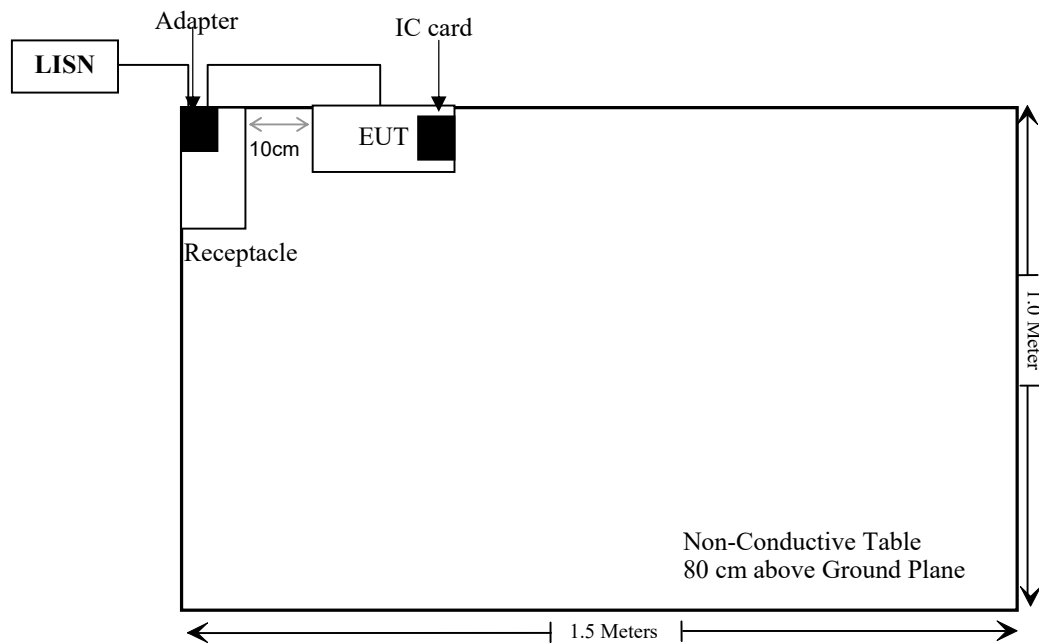 Adapter
IC card
LISN
EUT
10cm
Receptacle
1.0 Meter
Non-Conductive Table
80 cm above Ground Plane
1.5 Meters